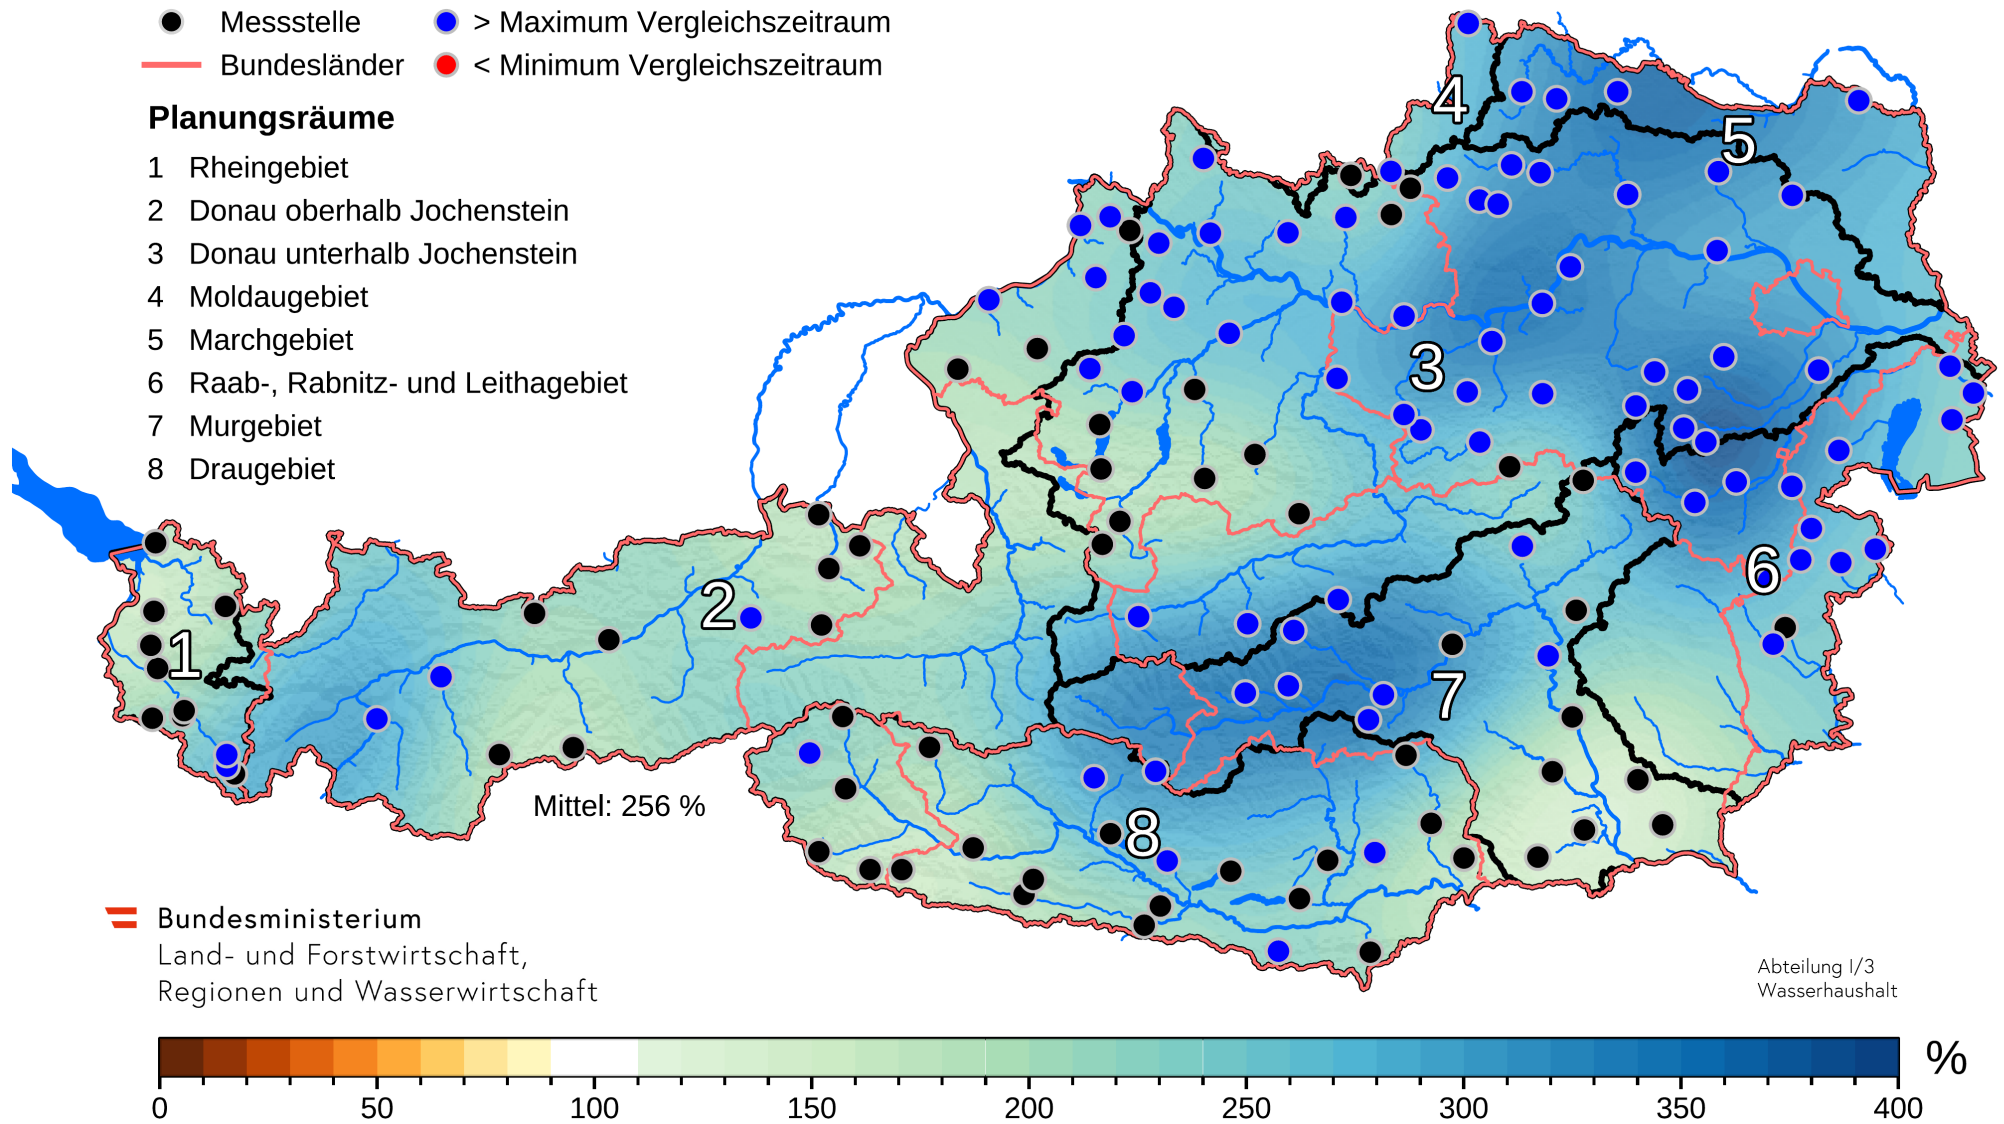 Messstelle
> Maximum Vergleichszeitraum
Bundesländer
< Minimum Vergleichszeitraum
Planungsräume
1 Rheingebiet
2 Donau oberhalb Jochenstein
3 Donau unterhalb Jochenstein
4 Moldaugebiet
5 Marchgebiet
6 Raab-, Rabnitz- und Leithagebiet
7 Murgebiet
8 Draugebiet
4
5
3
6
2
1
7
8
Mittel: 256 %
Bundesministerium
Land- und Forstwirtschaft,
Regionen und Wasserwirtschaft
Abteilung I/3
Wasserhaushalt
%
0 50 100 150 200 250 300 350 400